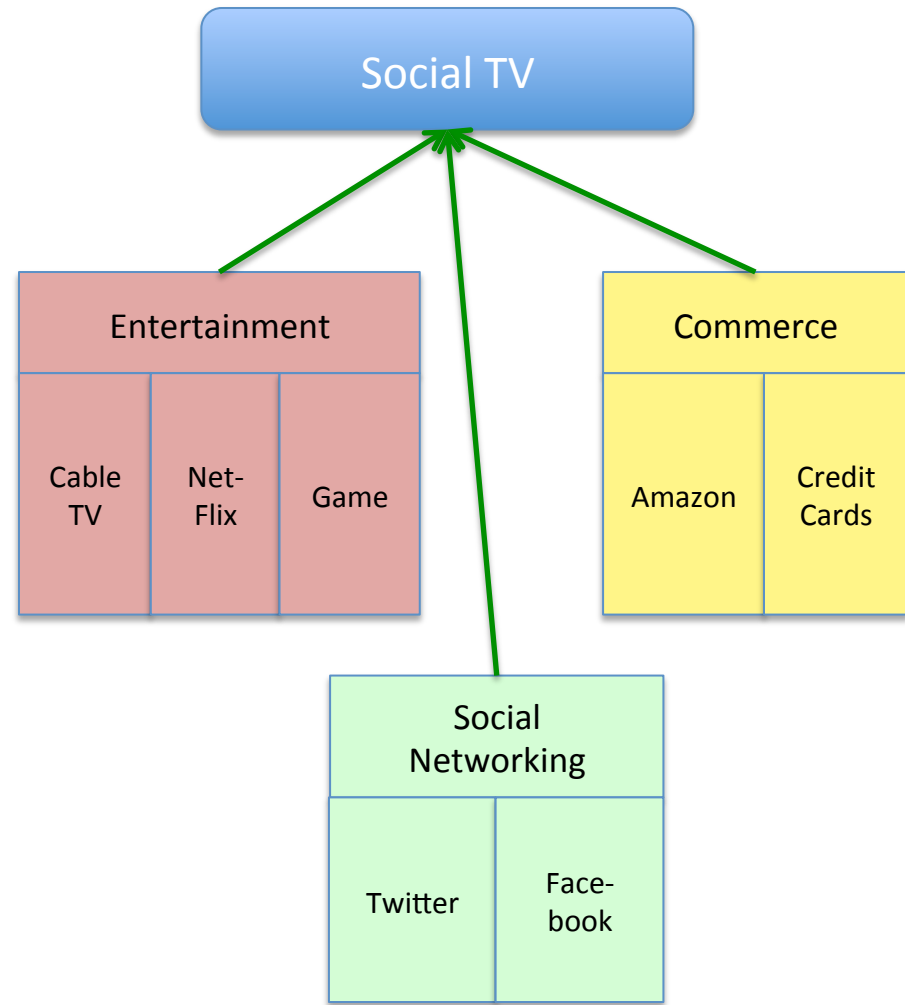 Social TV
Entertainment
Cable
TV
Net-
Flix
Game
Commerce
Amazon
Credit
Cards
Social
Networking
Twitter
Face-
book